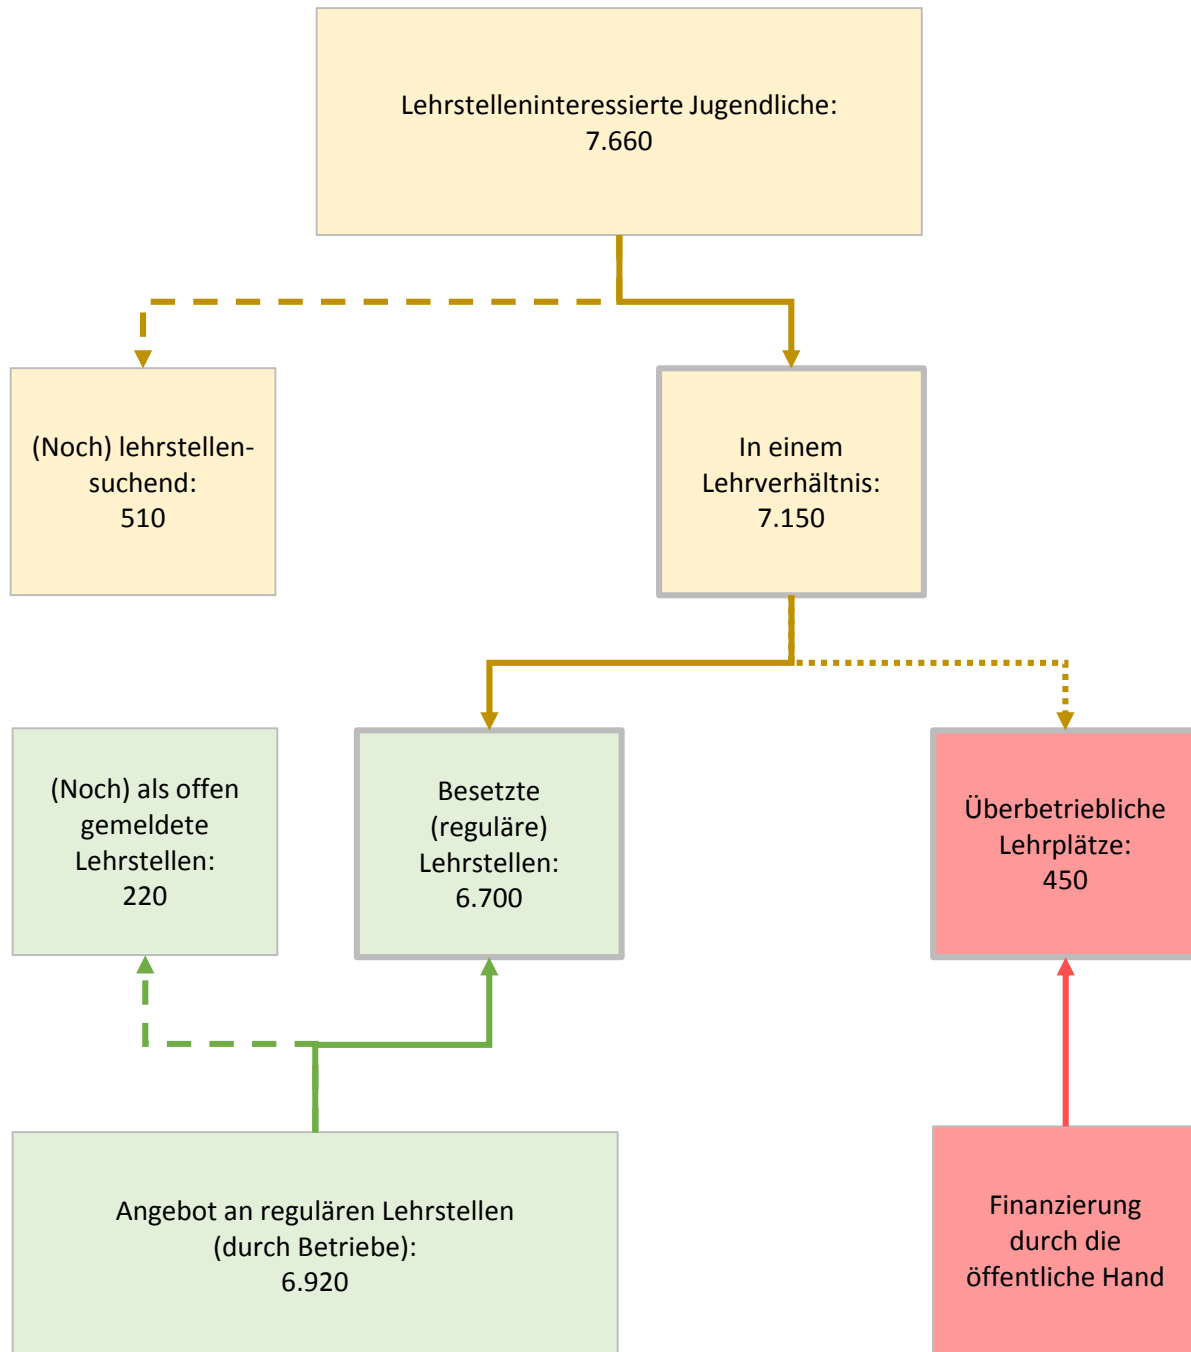 Lehrstelleninteressierte Jugendliche:
7.660
(Noch) lehrstellen-
suchend:
510
In einem
Lehrverhältnis:
7.150
(Noch) als offen
gemeldete
Lehrstellen:
220
Besetzte
(reguläre)
Lehrstellen:
6.700
Überbetriebliche
Lehrplätze:
450
Angebot an regulären Lehrstellen
(durch Betriebe):
6.920
Finanzierung
durch die
öffentliche Hand